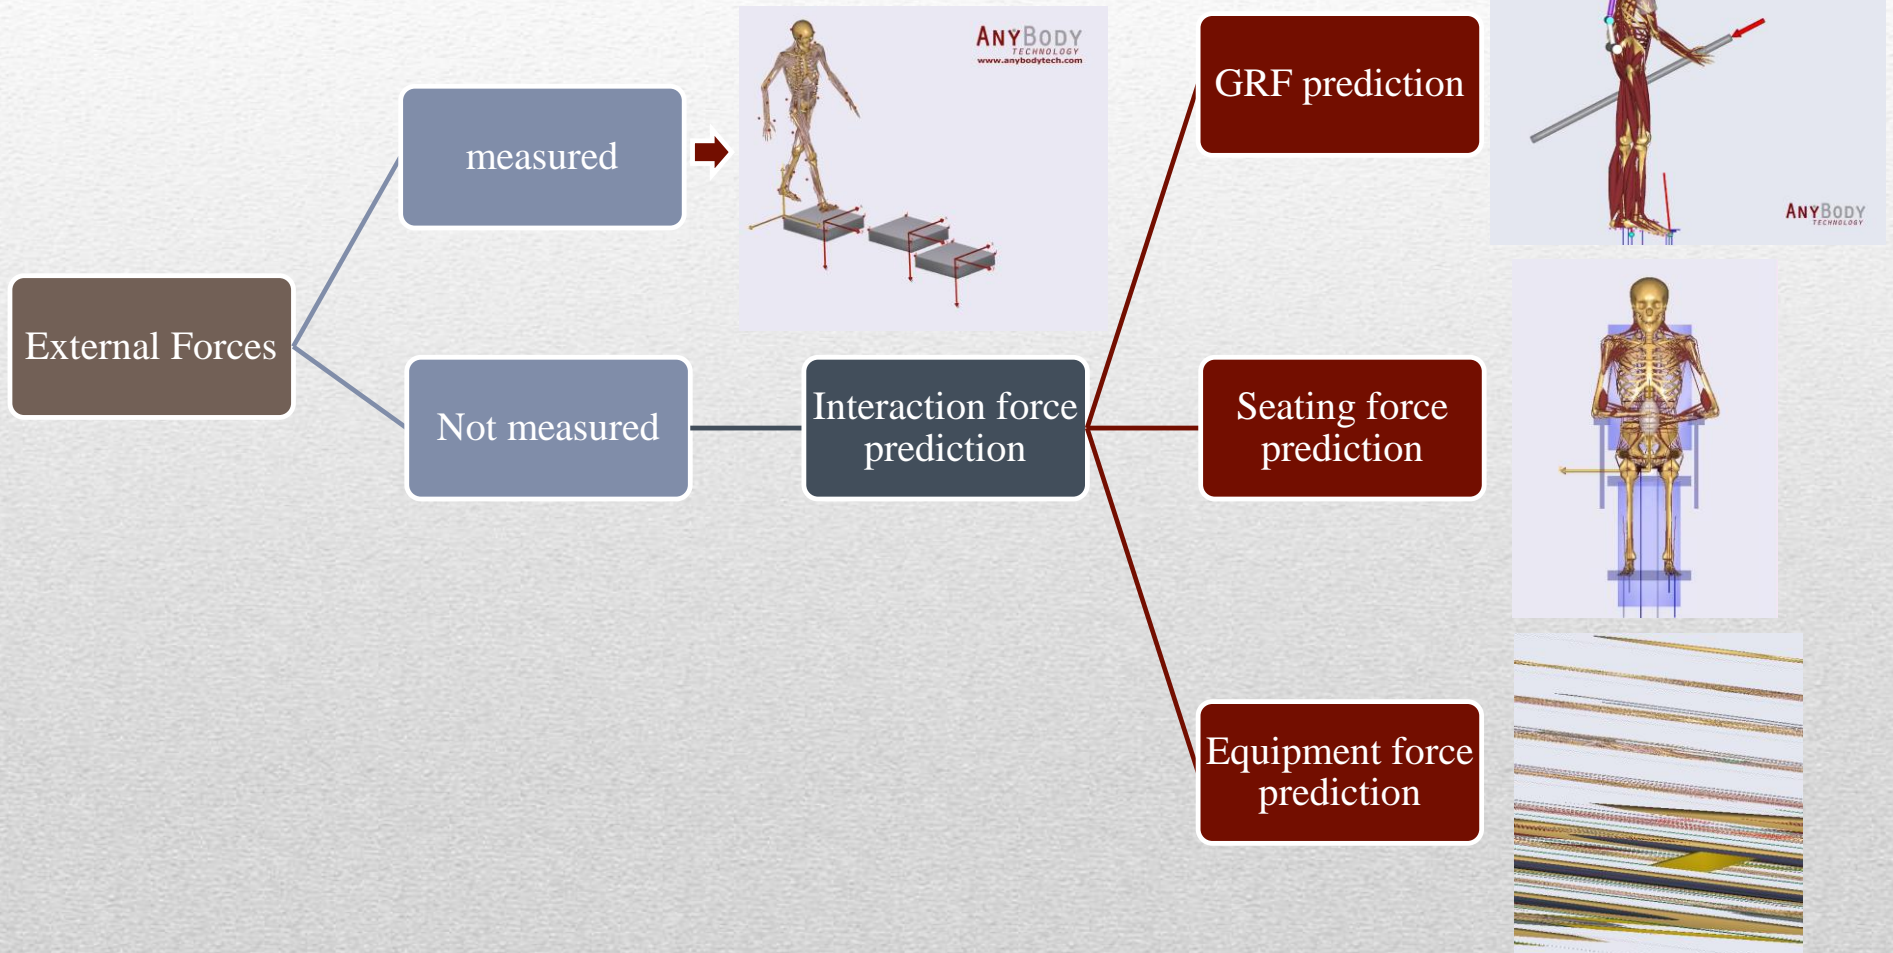 External Forces
measured
Not measured
ANYBODY
TECHNOLOGY
www.anybodytech.com
Interaction force
prediction
GRF prediction
ANYBODY
TECHNOLOGY
Seating force
prediction
Equipment force
prediction